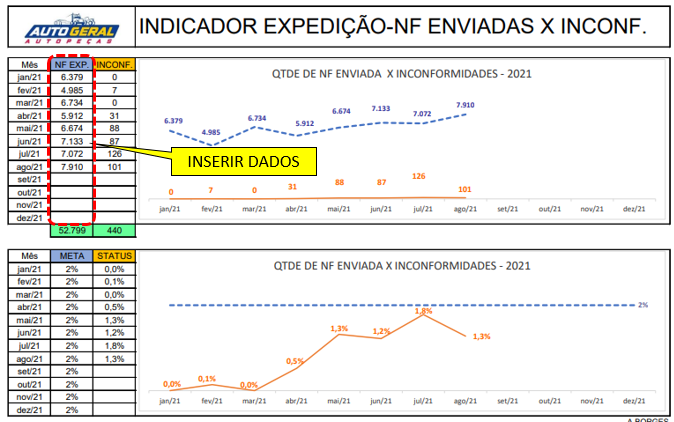 AUTO GERAL
AUTOPEÇAS
INDICADOR EXPEDIÇÃO-NF ENVIADAS X INCONF.
Mês NF EXP. INCONF.
jan/21 6.379 0
fev/21 4.985 7
mar/21 6.734 0
abr/21 5.912 31
mai/21 6.674 88
jun/21 7.133 87
jul/21 7.072 126
ago/21 7.910 101
set/21
out/21
nov/21
dez/21
52.799 440
INSERIR DADOS
QTDE DE NF ENVIADA X INCONFORMIDADES - 2021
6.379 4.985 6.734 5.912 6.674 7.133 7.072 7.910
0 7 0 31 88 87 126 101
jan/21 fev/21 mar/21 abr/21 mai/21 jun/21 jul/21 ago/21 set/21 out/21 nov/21 dez/21
Mês META STATUS
jan/21 2% 0,0%
fev/21 2% 0,1%
mar/21 2% 0,0%
abr/21 2% 0,5%
mai/21 2% 1,3%
jun/21 2% 1,2%
jul/21 2% 1,8%
ago/21 2% 1,3%
set/21 2%
out/21 2%
nov/21 2%
dez/21 2%
QTDE DE NF ENVIADA X INCONFORMIDADES - 2021
2%
0,0% 0,1% 0,0% 0,5% 1,3% 1,2% 1,8% 1,3%
jan/21 fev/21 mar/21 abr/21 mai/21 jun/21 jul/21 ago/21 set/21 out/21 nov/21 dez/21
A.BORGES